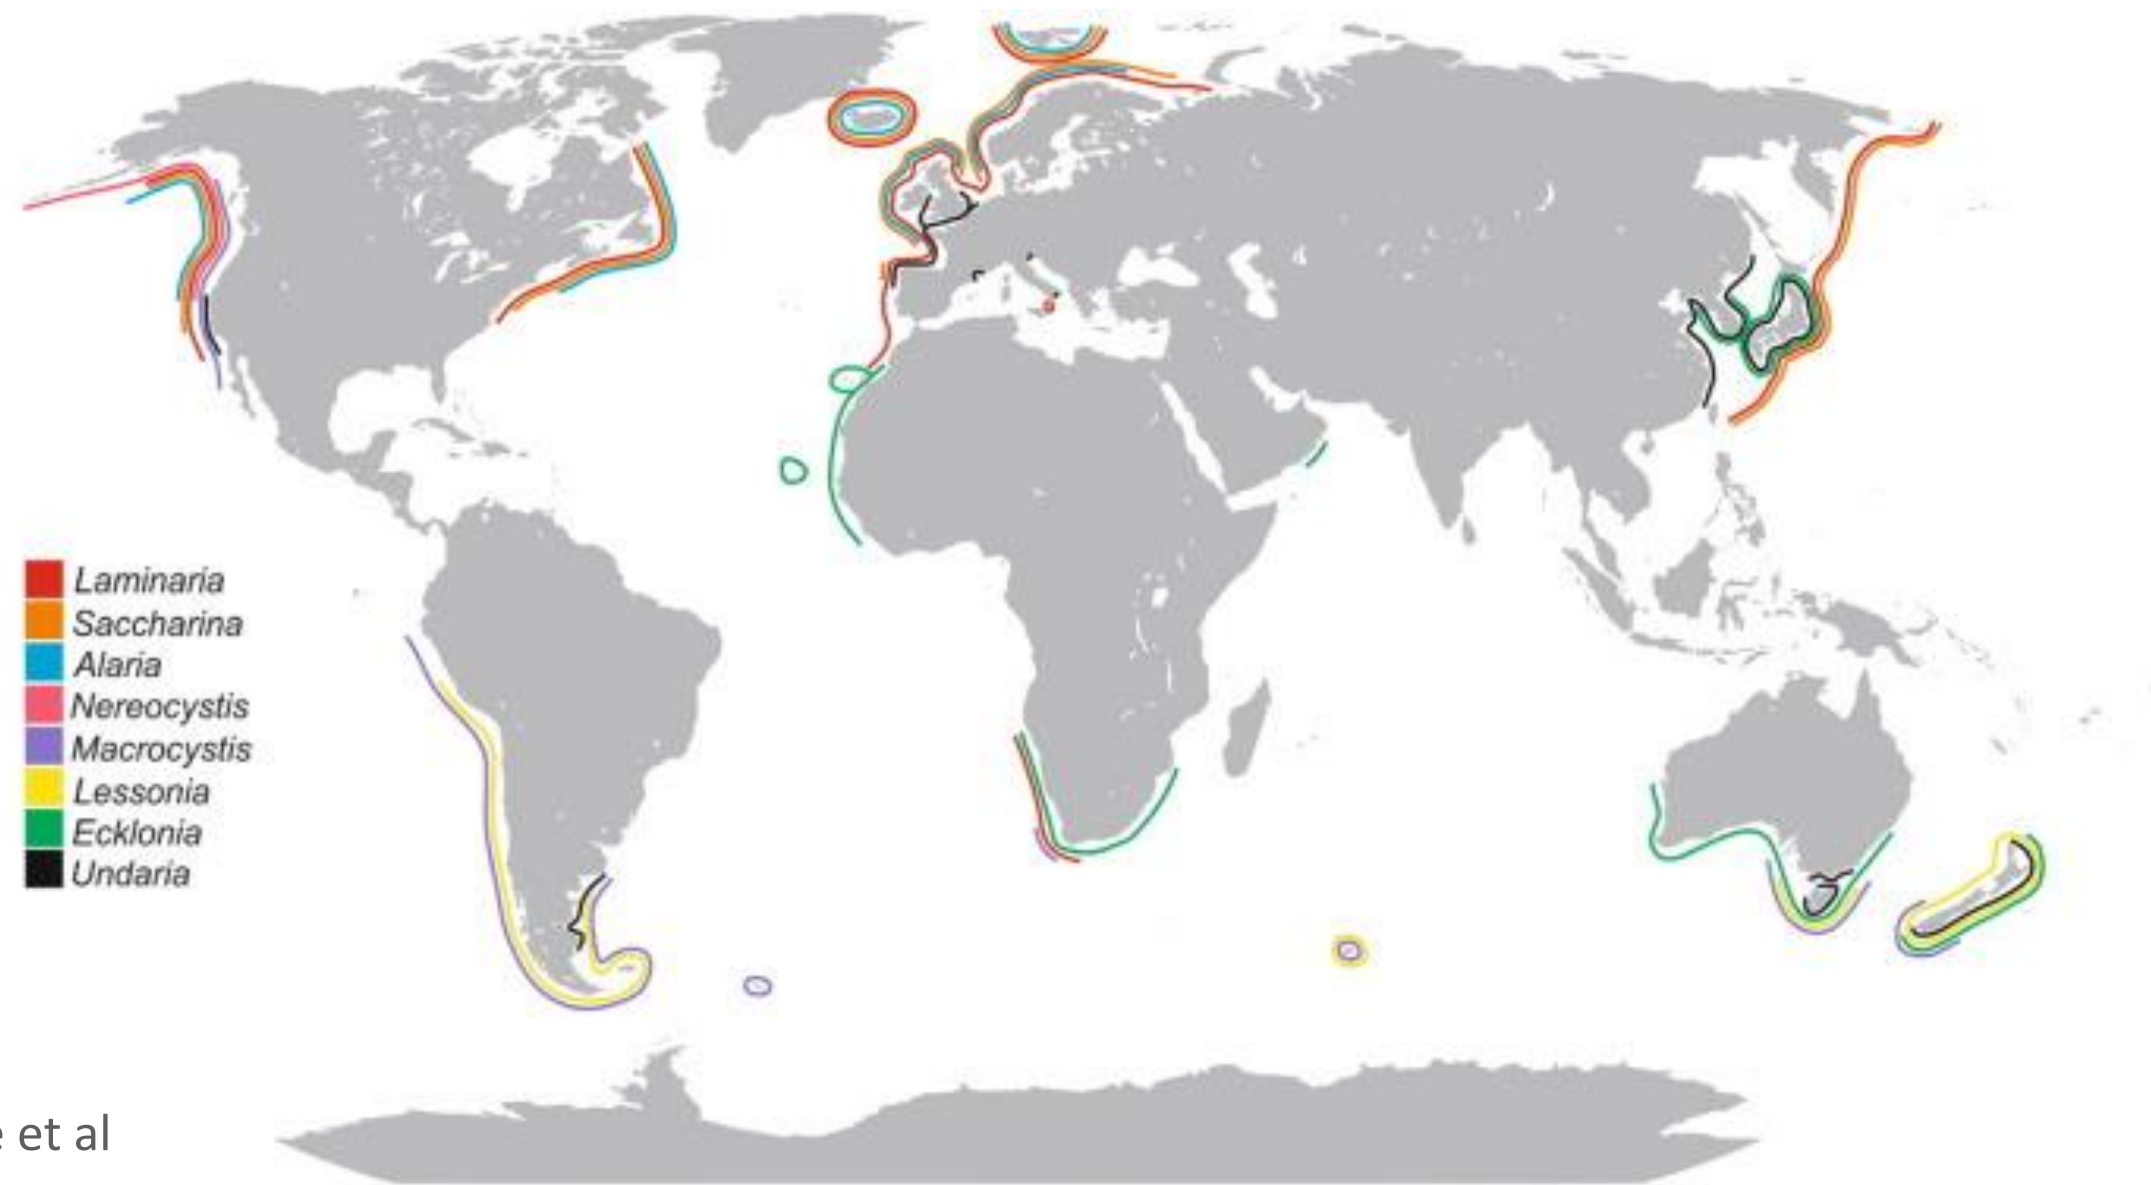 Laminaria
Saccharina
Alaria
Nereocystis
Macrocystis
Lessonia
Ecklonia
Undaria
et al